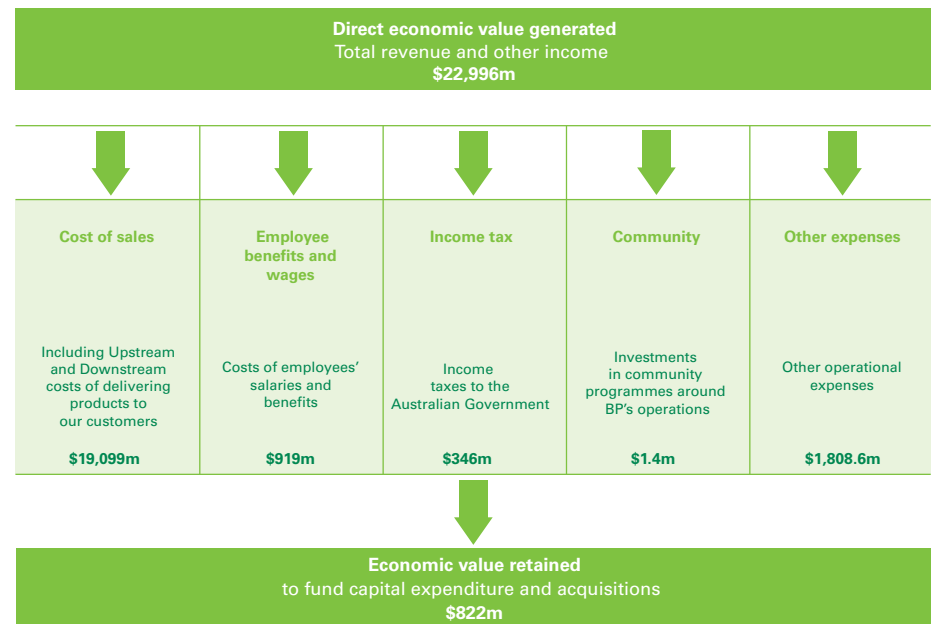 Direct economic value generated
Total revenue and other income
$22,996m
Cost of sales
Including Upstream
and Downstream
costs of delivering
products to
our customers
$19,099m
Employee
benefits and
wages
Costs of employees’
salaries and
benefits
$919m
Income tax
Income
taxes to the
Australian Government
$346m
Community
Investments
in community
programmes around
BP’s operations
$1.4m
Other expenses
Other operational
expenses
$1,808.6m
Economic value retained
to fund capital expenditure and acquisitions
$822m